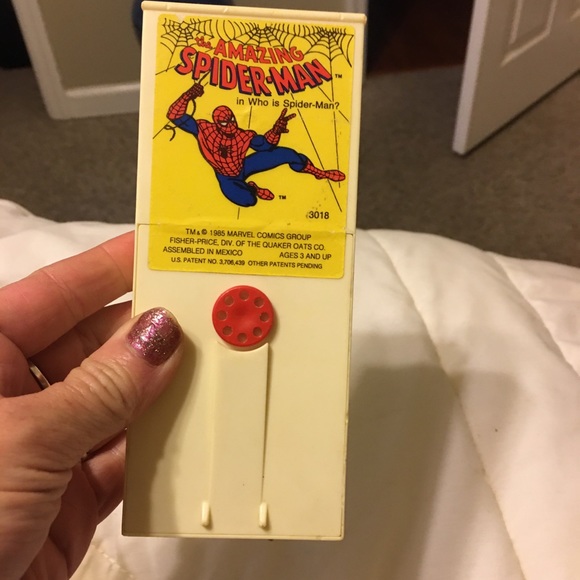 the AMAZING
SPIDER-MAN™
in Who is Spider-Man?
™
3018
TM & © 1985 MARVEL COMICS GROUP
FISHER-PRICE, DIV. OF THE QUAKER OATS CO.
ASSEMBLED IN MEXICO AGES 3 AND UP
U.S. PATENT NO. 3,706,439 OTHER PATENTS PENDING